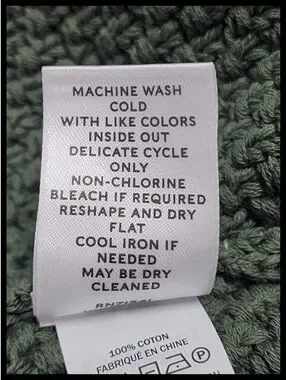 MACHINE WASH
COLD
WITH LIKE COLORS
INSIDE OUT
DELICATE CYCLE
ONLY
NON-CHLORINE
BLEACH IF REQUIRED
RESHAPE AND DRY
FLAT
COOL IRON IF
NEEDED
MAY BE DRY
CLEANED
100% COTON
FABRIQUÉ EN CHINE
P